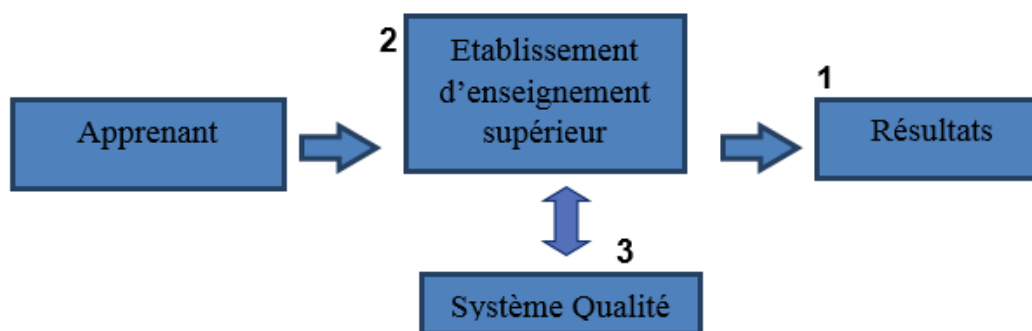 2
Etablissement
d'enseignement
supérieur
1
Apprenant
Résultats
3
Système Qualité